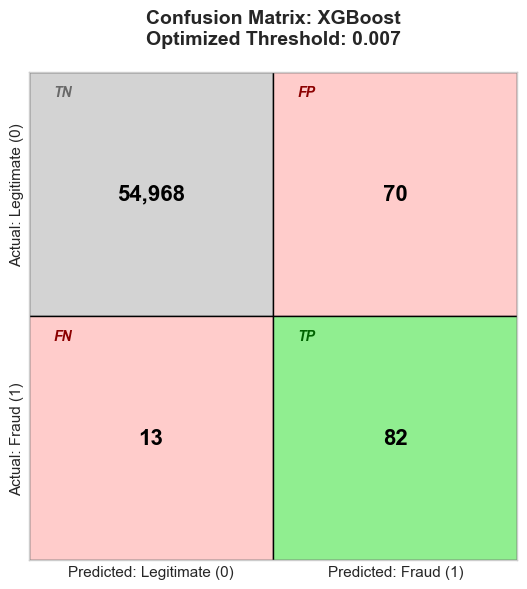 Confusion Matrix: XGBoost
Optimized Threshold: 0.007
TN
FP
Actual: Legitimate (0)
54,968
70
FN
TP
Actual: Fraud (1)
13
82
Predicted: Legitimate (0)
Predicted: Fraud (1)